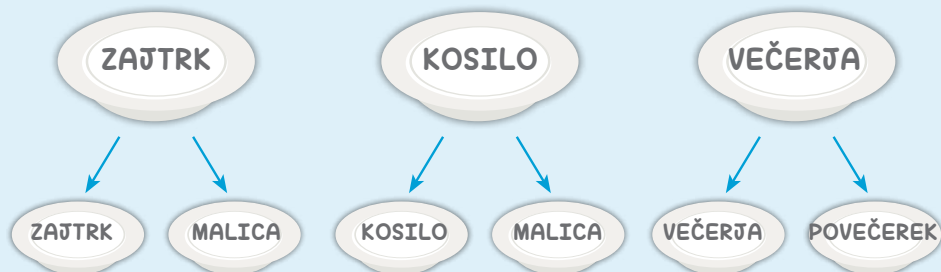 ZAJTRK KOSILO VEČERJA
ZAJTRK MALICA KOSILO MALICA VEČERJA POVEČEREK